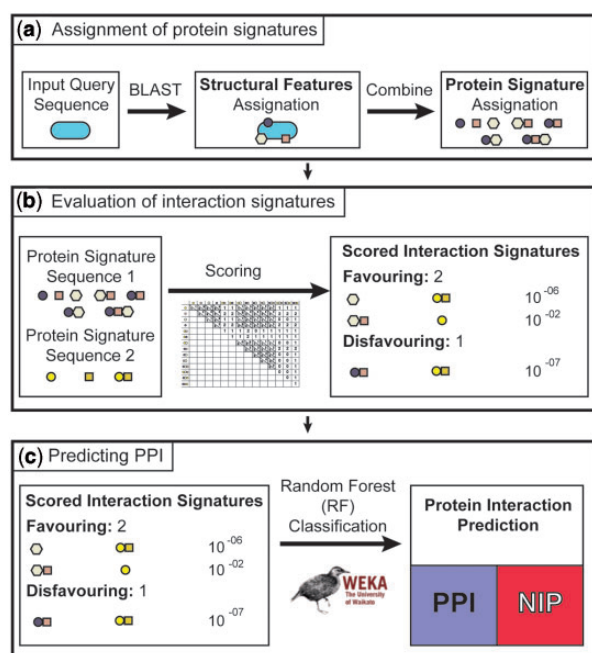 (a) Assignment of protein signatures
Input Query
Sequence
BLAST
Structural Features
Assignation
Combine
Protein Signature
Assignation
(b) Evaluation of interaction signatures
Protein Signature
Sequence 1
Protein Signature
Sequence 2
Scoring
Scored Interaction Signatures
Favouring: 2
10-06
10-02
Disfavouring: 1
10-07
(c) Predicting PPI
Scored Interaction Signatures
Favouring: 2
10-06
10-02
Disfavouring: 1
10-07
Random Forest
(RF)
Classification
WEKA
The University
of Waikato
Protein Interaction
Prediction
PPI
NIP